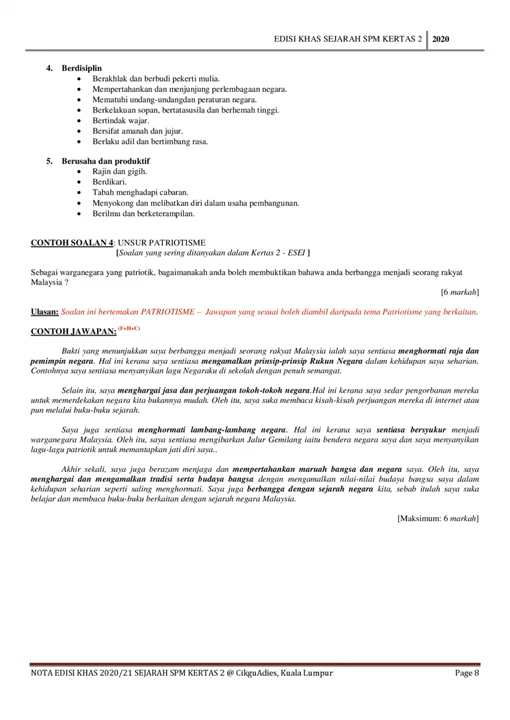 EDISI KHAS SEJARAH SPM KERTAS 2 2020
4. Berdisiplin
• Berakhlak dan berbudi pekerti mulia.
• Mempertahankan dan menjunjung perlembagaan negara.
• Mematuhi undang-undangdan peraturan negara.
• Berkelakuan sopan, bertatasusila dan berhemah tinggi.
• Bertindak wajar.
• Bersifat amanah dan jujur.
• Berlaku adil dan bertimbang rasa.
5. Berusaha dan produktif
• Rajin dan gigih.
• Berdikari.
• Tabah menghadapi cabaran.
• Menyokong dan melibatkan diri dalam usaha pembangunan.
• Berilmu dan berketerampilan.
CONTOH SOALAN 4: UNSUR PATRIOTISME
[Soalan yang sering ditanyakan dalam Kertas 2 - ESEI ]
Sebagai warganegara yang patriotik, bagaimanakah anda boleh membuktikan bahawa anda berbangga menjadi seorang rakyat
Malaysia ?
[6 markah]
Ulasan: Soalan ini bertemakan PATRIOTISME – Jawapan yang sesuai boleh diambil daripada tema Patriotisme yang berkaitan.
CONTOH JAWAPAN: (F+H+C)
Bukti yang menunjukkan saya berbangga menjadi seorang rakyat Malaysia ialah saya sentiasa menghormati raja dan
pemimpin negara. Hal ini kerana saya sentiasa mengamalkan prinsip-prinsip Rukun Negara dalam kehidupan saya seharian.
Contohnya saya sentiasa menyanyikan lagu Negaraku di sekolah dengan penuh semangat.
Selain itu, saya menghargai jasa dan perjuangan tokoh-tokoh negara.Hal ini kerana saya sedar pengorbanan mereka
untuk memerdekakan negara kita bukannya mudah. Oleh itu, saya suka membaca kisah-kisah perjuangan mereka di internet atau
pun melalui buku-buku sejarah.
Saya juga sentiasa menghormati lambang-lambang negara. Hal ini kerana saya sentiasa bersyukur menjadi
warganegara Malaysia. Oleh itu, saya sentiasa mengibarkan Jalur Gemilang iaitu bendera negara saya dan saya menyanyikan
lagu-lagu patriotik untuk memantapkan jati diri saya..
Akhir sekali, saya juga berazam menjaga dan mempertahankan maruah bangsa dan negara saya. Oleh itu, saya
menghargai dan mengamalkan tradisi serta budaya bangsa dengan mengamalkan nilai-nilai budaya bangsa saya dalam
kehidupan seharian seperti saling menghormati. Saya juga berbangga dengan sejarah negara kita, sebab itulah saya suka
belajar dan membaca buku-buku berkaitan dengan sejarah negara Malaysia.
[Maksimum: 6 markah]
NOTA EDISI KHAS 2020/21 SEJARAH SPM KERTAS 2 @ CikguAdies, Kuala Lumpur Page 8